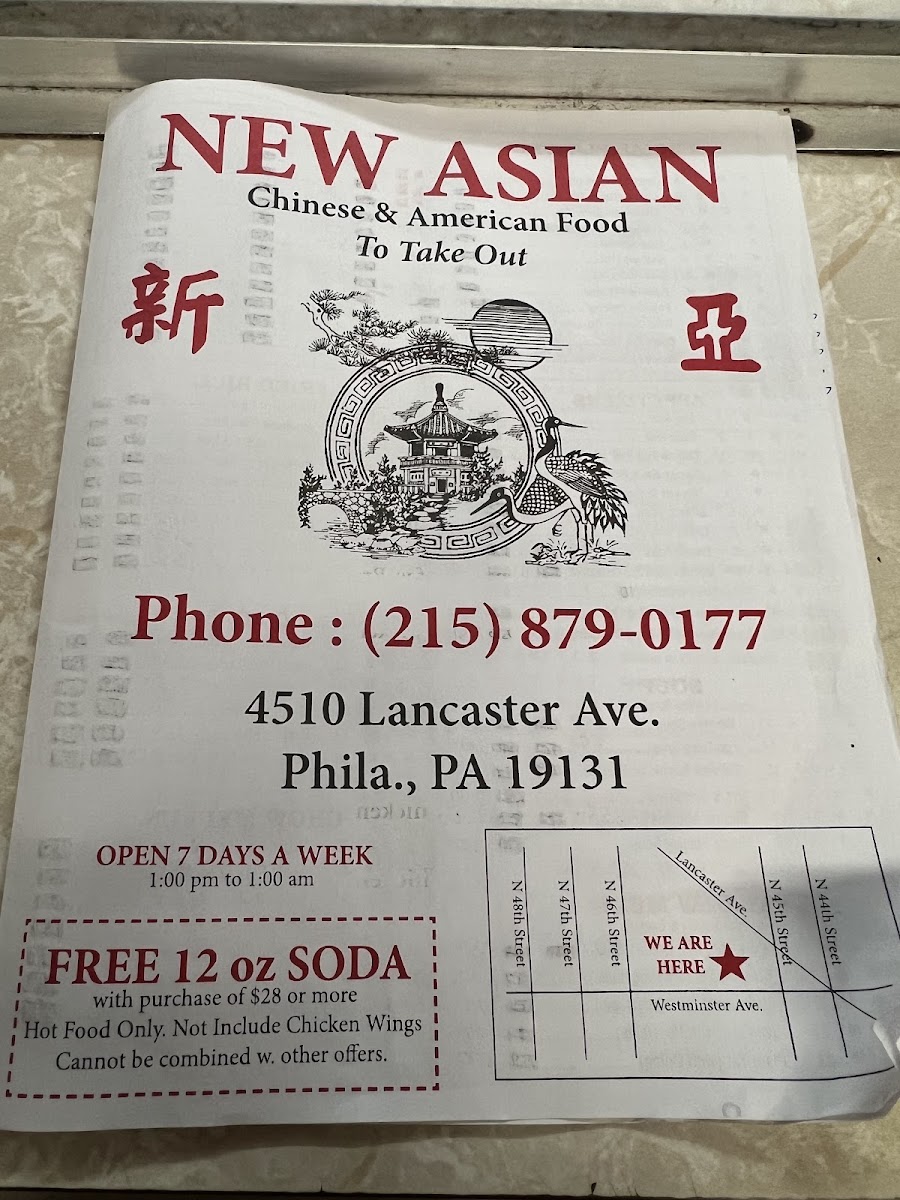 NEW ASIAN
Chinese & American Food
To Take Out
新 亞
Phone : (215) 879-0177
4510 Lancaster Ave.
Phila., PA 19131
OPEN 7 DAYS A WEEK
1:00 pm to 1:00 am
FREE 12 oz SODA
with purchase of $28 or more
Hot Food Only. Not Include Chicken Wings
Cannot be combined w. other offers.
N 48th Street
N 47th Street
N 46th Street
Lancaster Ave.
N 45th Street
N 44th Street
WE ARE
HERE
Westminster Ave.